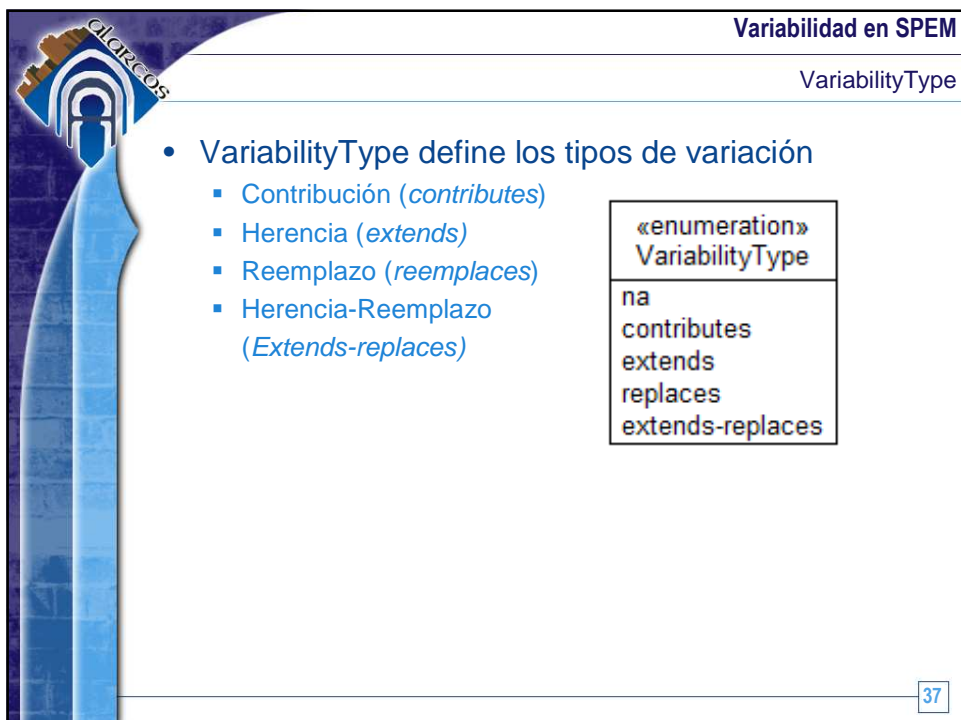 alarcos
Variabilidad en SPEM
VariabilityType
• VariabilityType define los tipos de variación
▪ Contribución (contributes)
▪ Herencia (extends)
▪ Reemplazo (reemplaces)
▪ Herencia-Reemplazo
(Extends-replaces)
«enumeration»
VariabilityType
na
contributes
extends
replaces
extends-replaces
37